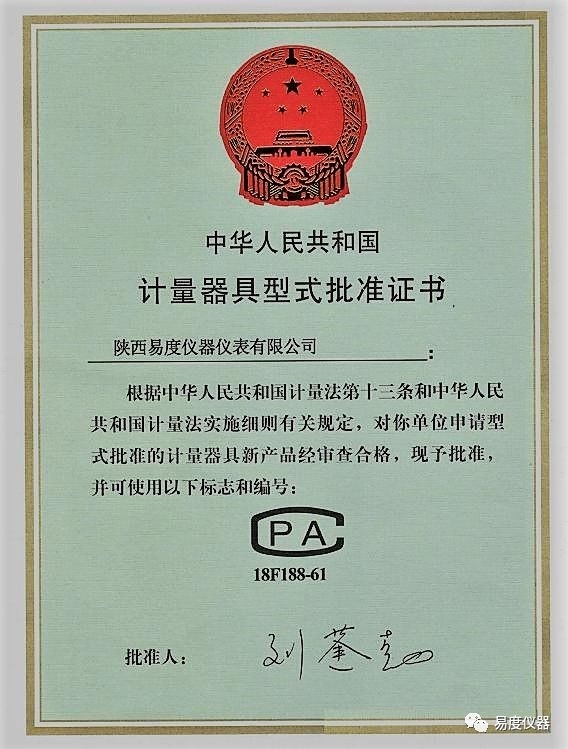 中华人民共和国
计量器具型式批准证书
陕西易度仪器仪表有限公司：
根据中华人民共和国计量法第十三条和中华人民
共和国计量法实施细则有关规定，对你单位申请型
式批准的计量器具新产品经审查合格，现予批准，
并可使用以下标志和编号：
CPA
18F188-61
批准人：
易度仪器